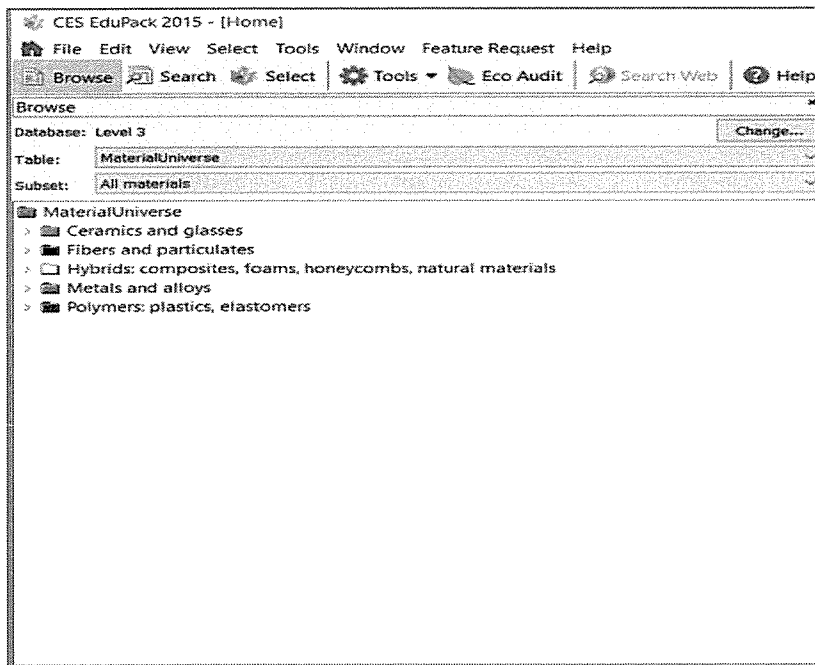 CES EduPack 2015 - [Home]
File Edit View Select Tools Window Feature Request Help
Browse Search Select Tools Eco Audit Search Web Help
Browse
Database: Level 3 Change...
Table: MaterialUniverse
Subset: All materials
MaterialUniverse
> Ceramics and glasses
> Fibers and particulates
> Hybrids: composites, foams, honeycombs, natural materials
> Metals and alloys
> Polymers: plastics, elastomers